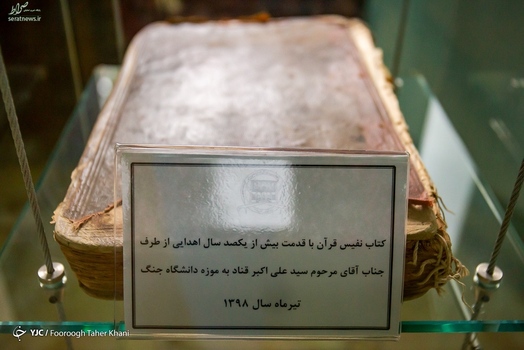 صراط
seratnews.ir
کتاب نفیس قرآن با قدمت بیش از یکصد سال اهدایی از طرف
جناب آقای مرحوم سید علی اکبر قناد به موزه دانشگاه جنگ
تیرماه سال ۱۳۹۸
YJC / Fooroogh Taher Khani